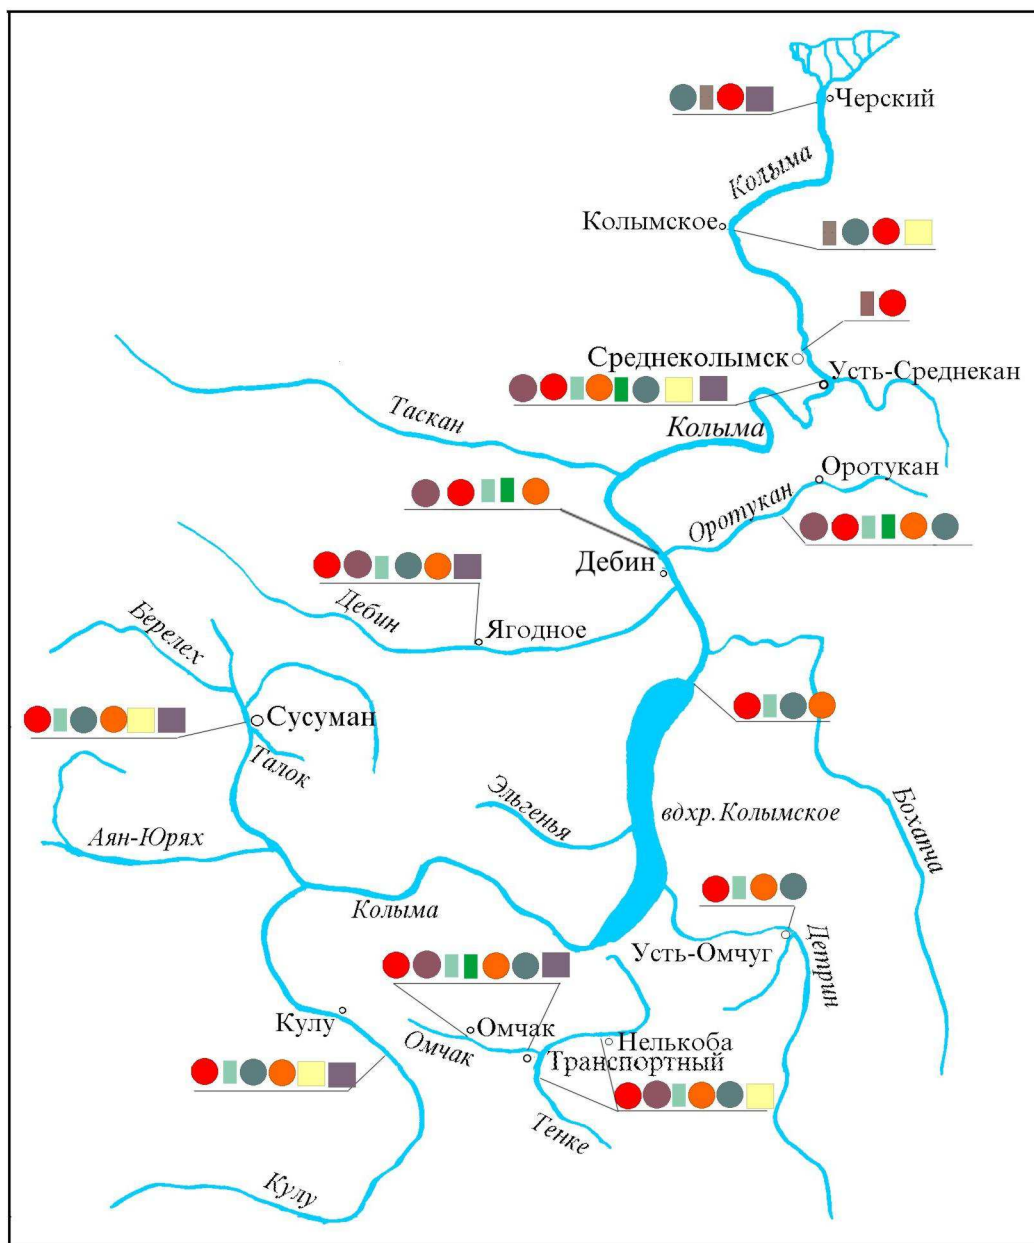 Черский
Колыма
Колымское
Среднеколымск
Усть-Среднекан
Таскан
Колыма
Оротукан
Оротукан
Дебин
Дебин
Ягодное
Берелех
Сусуман
Талок
Эльгенья
вдхр. Колымское
Бохапча
Аян-Юрях
Колыма
Усть-Омчуг
Детрин
Кулу
Омчак
Омчак
Нелькоба
Транспортный
Тенке
Кулу